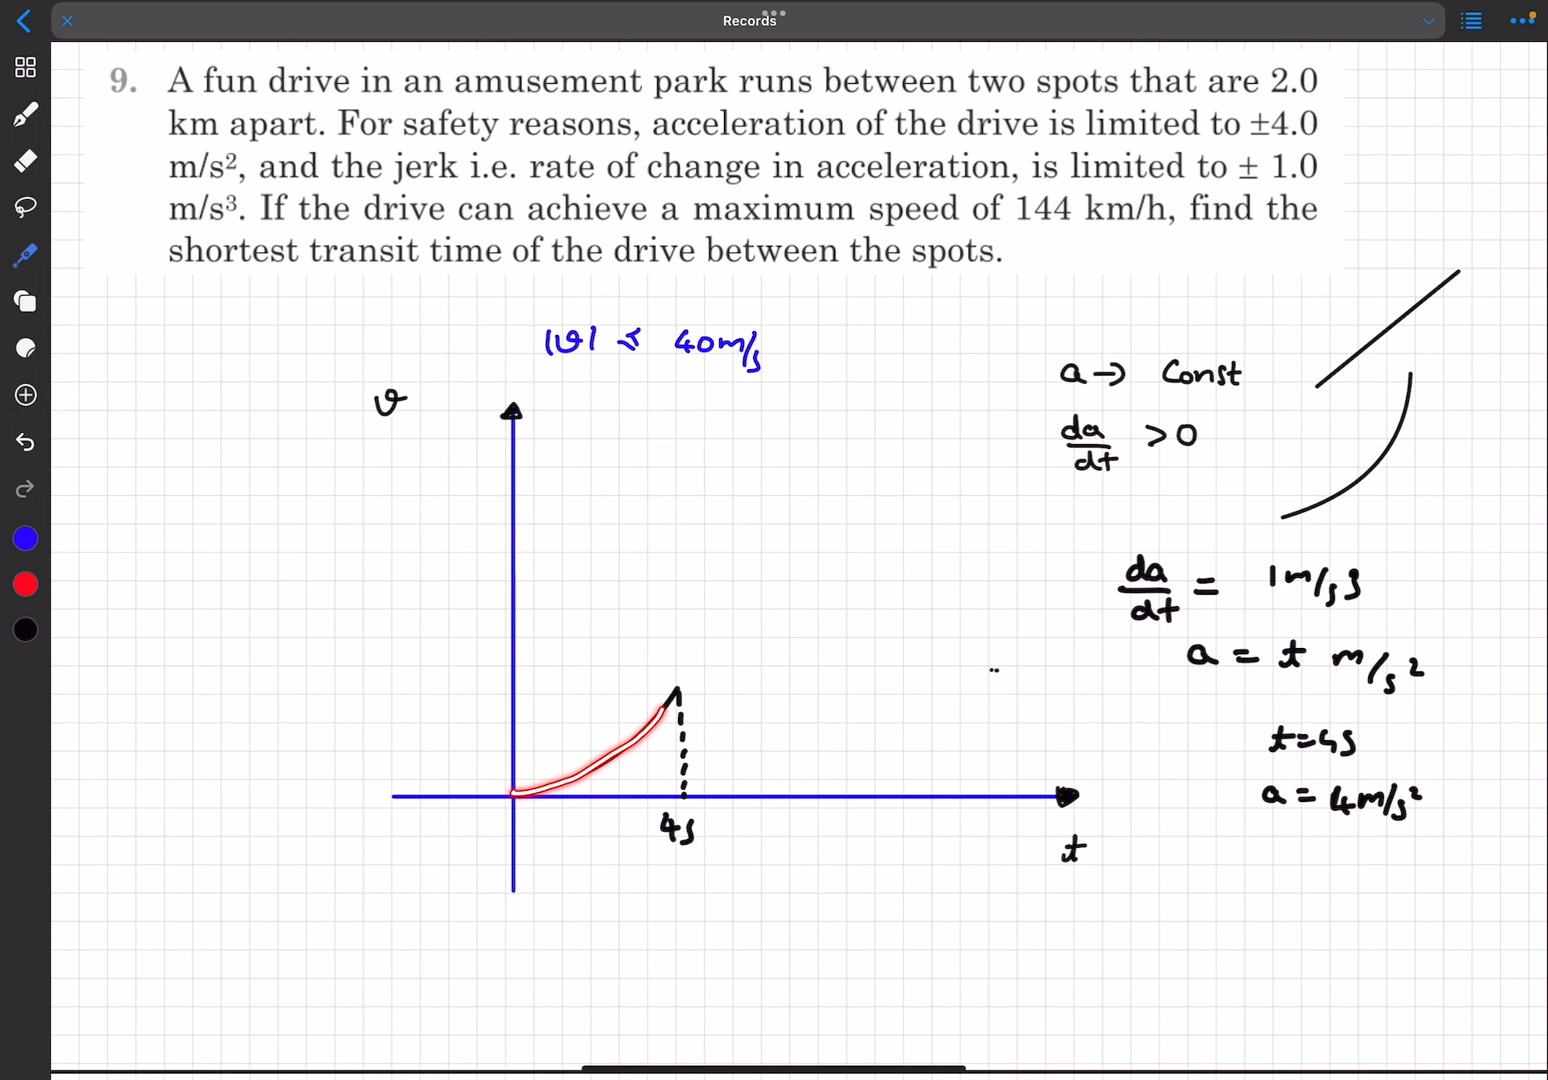 Records
9. A fun drive in an amusement park runs between two spots that are 2.0
km apart. For safety reasons, acceleration of the drive is limited to ±4.0
m/s², and the jerk i.e. rate of change in acceleration, is limited to ± 1.0
m/s³. If the drive can achieve a maximum speed of 144 km/h, find the
shortest transit time of the drive between the spots.
|v| ≤ 40m/s
a → Const
v
da/dt > 0
da/dt = 1m/s3
a = t m/s2
t=4s
a = 4m/s²
4s
t